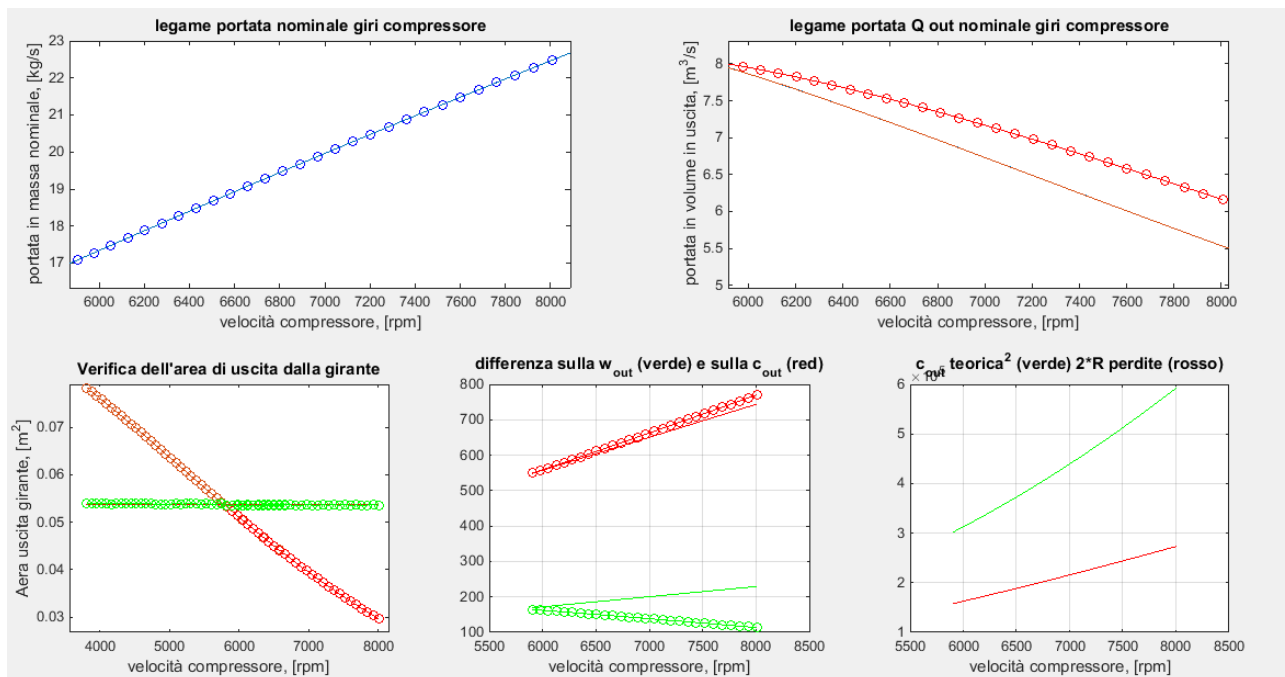 legame portata nominale giri compressore
portata in massa nominale, [kg/s]
23
22
21
20
19
18
17
6000 6200 6400 6600 6800 7000 7200 7400 7600 7800 8000
velocità compressore, [rpm]
legame portata Q out nominale giri compressore
portata in volume in uscita, [m³/s]
8
7.5
7
6.5
6
5.5
5
6000 6200 6400 6600 6800 7000 7200 7400 7600 7800 8000
velocità compressore, [rpm]
Verifica dell'area di uscita dalla girante
Aera uscita girante, [m²]
0.07
0.06
0.05
0.04
0.03
4000 5000 6000 7000 8000
velocità compressore, [rpm]
differenza sulla w_out (verde) e sulla c_out (red)
800
700
600
500
400
300
200
100
5500 6000 6500 7000 7500 8000 8500
velocità compressore, [rpm]
c_out teorica² (verde) 2*R perdite (rosso)
6
5
4
3
2
1
5500 6000 6500 7000 7500 8000 8500
velocità compressore, [rpm]